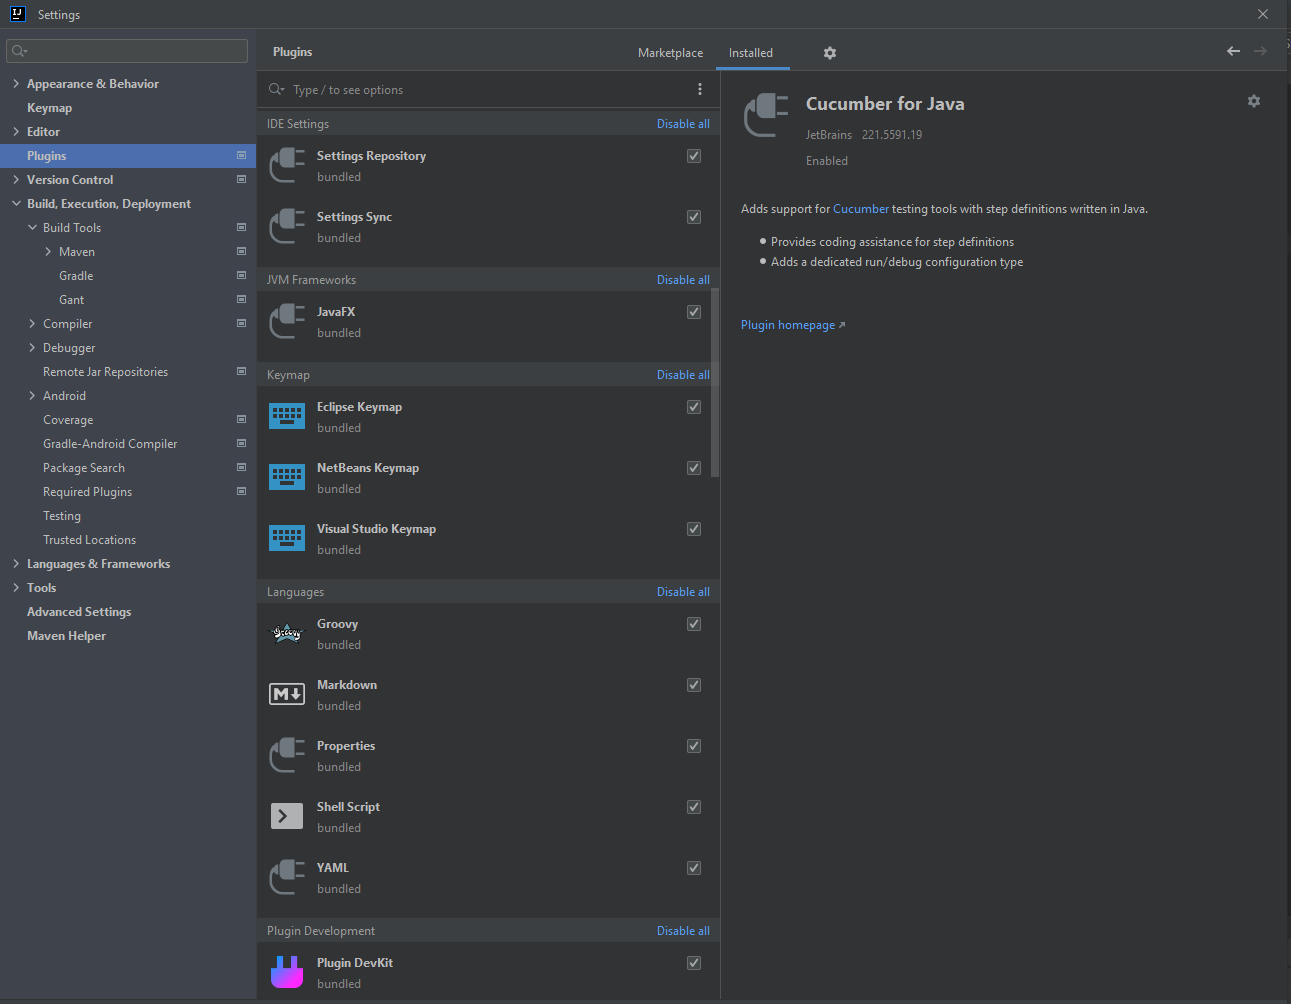 Settings
Plugins
Marketplace
Installed
Appearance & Behavior
Keymap
Editor
Plugins
Version Control
Build, Execution, Deployment
Build Tools
Maven
Gradle
Gant
Compiler
Debugger
Remote Jar Repositories
Android
Coverage
Gradle-Android Compiler
Package Search
Required Plugins
Testing
Trusted Locations
Languages & Frameworks
Tools
Advanced Settings
Maven Helper
Type / to see options
IDE Settings Disable all
Settings Repository
bundled
Settings Sync
bundled
JVM Frameworks Disable all
JavaFX
bundled
Keymap Disable all
Eclipse Keymap
bundled
NetBeans Keymap
bundled
Visual Studio Keymap
bundled
Languages Disable all
Groovy
bundled
Markdown
bundled
Properties
bundled
Shell Script
bundled
YAML
bundled
Plugin Development Disable all
Plugin DevKit
bundled
Cucumber for Java
JetBrains 221.5591.19
Enabled
Adds support for Cucumber testing tools with step definitions written in Java.
Provides coding assistance for step definitions
Adds a dedicated run/debug configuration type
Plugin homepage